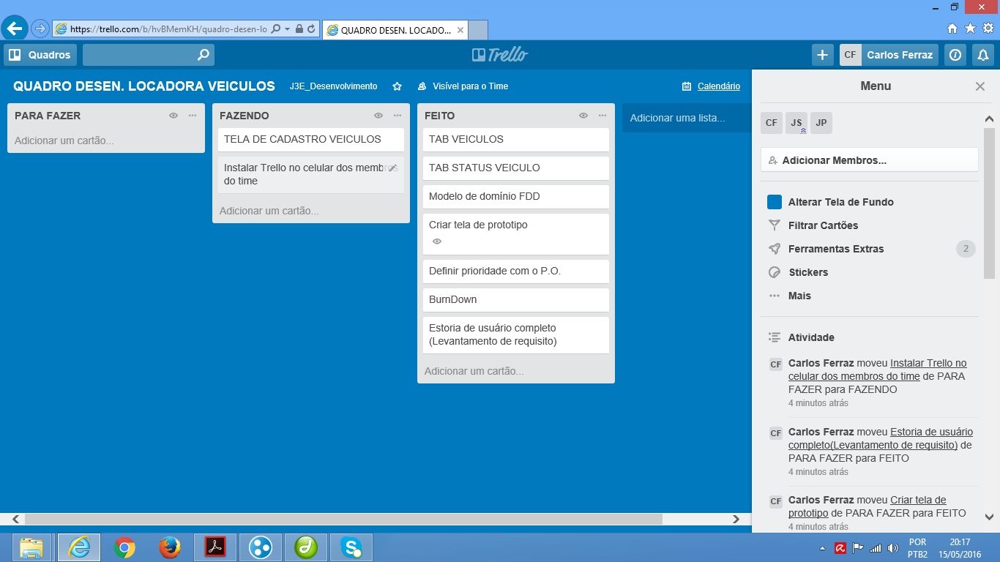 https://trello.com/b/hvBMemKH/quadro-desen-lo
QUADRO DESEN. LOCADO...
Quadros
Trello
CF
Carlos Ferraz
QUADRO DESEN. LOCADORA VEICULOS
J3E_Desenvolvimento
Visível para o Time
Calendário
PARA FAZER
Adicionar um cartão...
FAZENDO
TELA DE CADASTRO VEICULOS
Instalar Trello no celular dos membros
do time
Adicionar um cartão...
FEITO
TAB VEICULOS
TAB STATUS VEICULO
Modelo de domínio FDD
Criar tela de prototipo
Definir prioridade com o P.O.
BurnDown
Estoria de usuário completo
(Levantamento de requisito)
Adicionar um cartão...
Adicionar uma lista...
Menu
CF
JS
JP
Adicionar Membros...
Alterar Tela de Fundo
Filtrar Cartões
Ferramentas Extras
2
Stickers
Mais
Atividade
CF
Carlos Ferraz moveu Instalar Trello no
celular dos membros do time de PARA
FAZER para FAZENDO
4 minutos atrás
CF
Carlos Ferraz moveu Estoria de usuário
completo(Levantamento de requisito) de
PARA FAZER para FEITO
4 minutos atrás
CF
Carlos Ferraz moveu Criar tela de
prototipo de PARA FAZER para FEITO
4 minutos atrás
POR
PTB2
20:17
15/05/2016